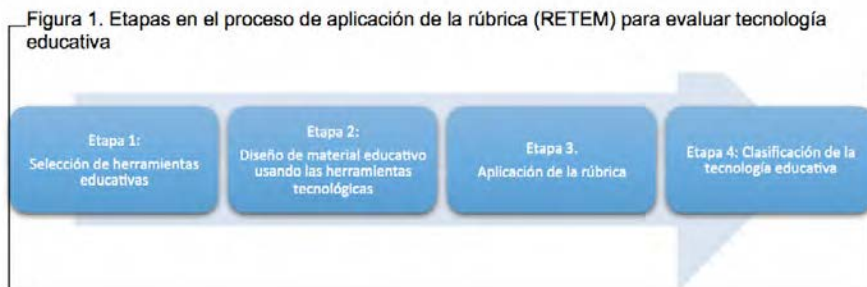 Figura 1. Etapas en el proceso de aplicación de la rúbrica (RETEM) para evaluar tecnología
educativa
Etapa 1:
Selección de herramientas
educativas
Etapa 2:
Diseño de material educativo
usando las herramientas
tecnológicas
Etapa 3.
Aplicación de la rúbrica
Etapa 4: Clasificación de la
tecnología educativa